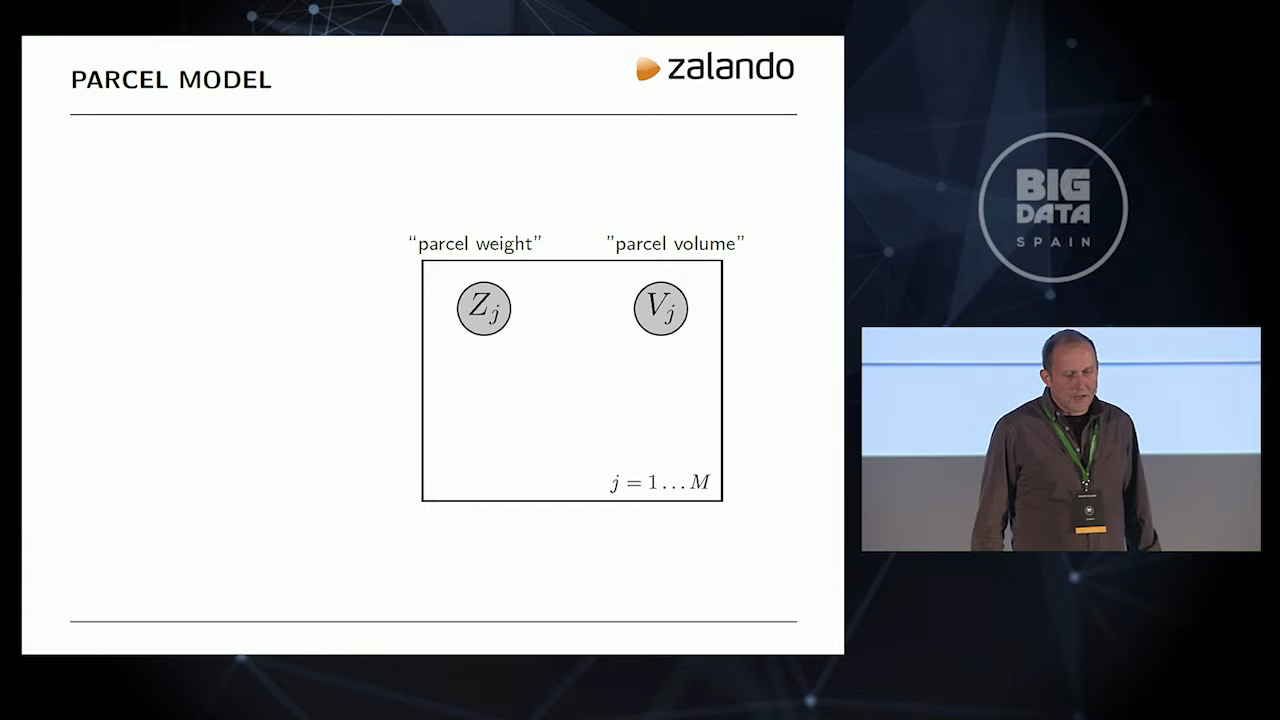 PARCEL MODEL
zalando
“parcel weight”
”parcel volume”
Z_j
V_j
j = 1 … M
BIG
DATA
SPAIN